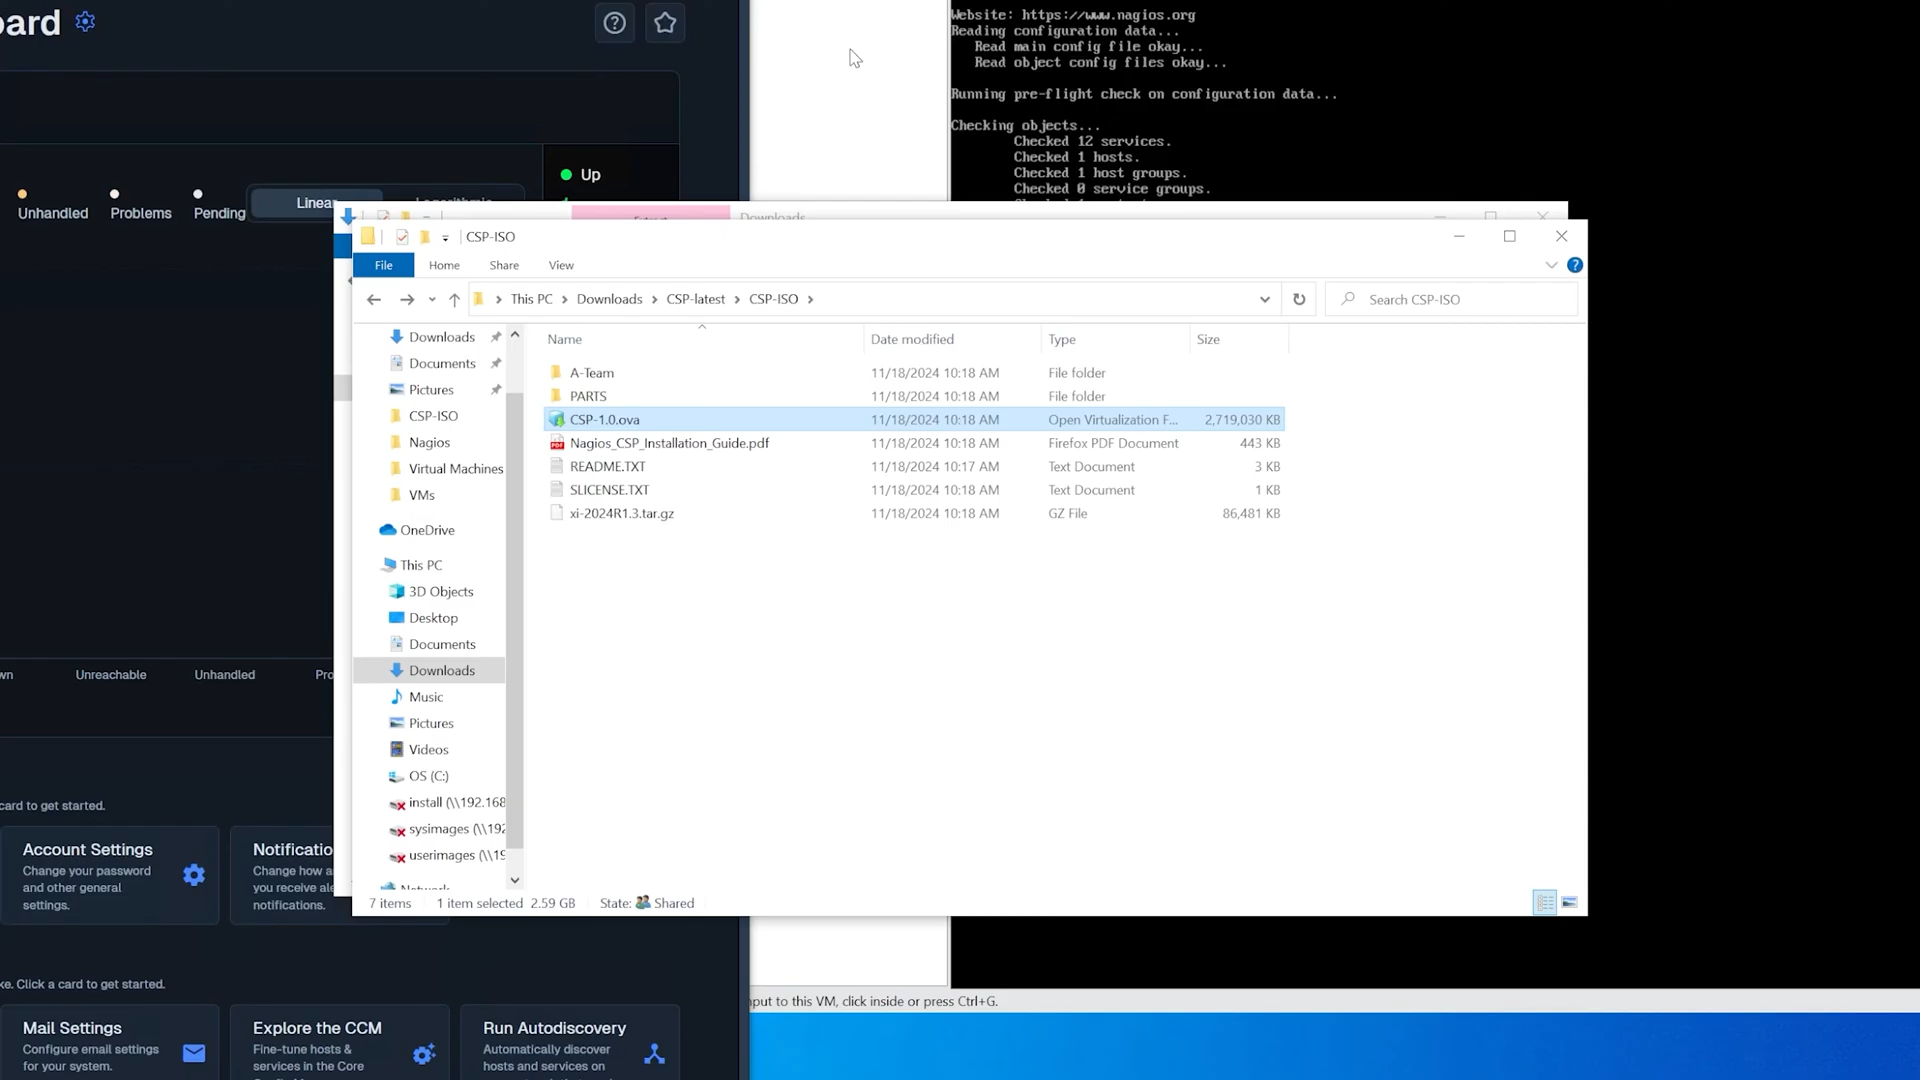 ard
Website: https://www.nagios.org
Reading configuration data...
Read main config file okay...
Read object config files okay...
Running pre-flight check on configuration data...
Checking objects...
Checked 12 services.
Checked 1 hosts.
Checked 1 host groups.
Checked 0 service groups.
Up
Unhandled
Problems
Pending
Linear
Downloads
CSP-ISO
File
Home
Share
View
This PC > Downloads > CSP-latest > CSP-ISO >
Search CSP-ISO
Name
Date modified
Type
Size
A-Team 11/18/2024 10:18 AM File folder
PARTS 11/18/2024 10:18 AM File folder
CSP-1.0.ova 11/18/2024 10:18 AM Open Virtualization F... 2,719,030 KB
Nagios_CSP_Installation_Guide.pdf 11/18/2024 10:18 AM Firefox PDF Document 443 KB
README.TXT 11/18/2024 10:17 AM Text Document 3 KB
SLICENSE.TXT 11/18/2024 10:18 AM Text Document 1 KB
xi-2024R1.3.tar.gz 11/18/2024 10:18 AM GZ File 86,481 KB
Downloads
Documents
Pictures
CSP-ISO
Nagios
Virtual Machines
VMs
OneDrive
This PC
3D Objects
Desktop
Documents
Downloads
Music
Pictures
Videos
OS (C:)
install (\\192.168
sysimages (\\192
userimages (\\19
7 items
1 item selected 2.59 GB
State: Shared
wn
Unreachable
Unhandled
Pro
card to get started.
Account Settings
Change your password
and other general
settings.
Notificatio
Change how a
you receive ale
notifications.
ke. Click a card to get started.
Mail Settings
Configure email settings
for your system.
Explore the CCM
Fine-tune hosts &
services in the Core
Run Autodiscovery
Automatically discover
hosts and services on
nput to this VM, click inside or press Ctrl+G.